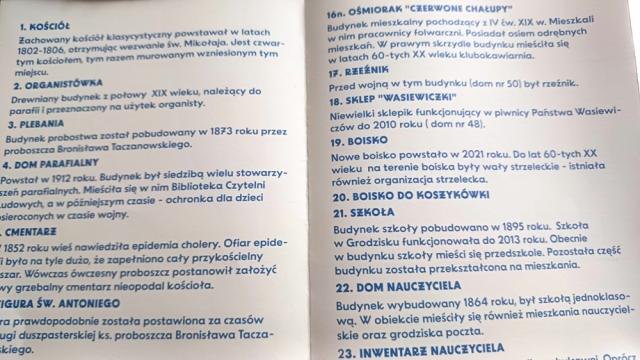 1. KOŚCIÓŁ
Zachowany kościół klasycystyczny powstawał w latach
1802-1806, otrzymując wezwanie św. Mikołaja. Jest czwar-
tym kościołem, tym razem murowanym wzniesionym tym
miejscu.
2. ORGANISTÓWKA
Drewniany budynek z połowy XIX wieku, należący do
parafii i przeznaczony na użytek organisty.
3. PLEBANIA
Budynek probostwa został pobudowany w 1873 roku przez
proboszcza Bronisława Taczanowskiego.
4. DOM PARAFIALNY
Powstał w 1912 roku. Budynek był siedzibą wielu stowarzy-
szeń parafialnych. Mieściła się w nim Biblioteka Czytelni
Ludowych, a w późniejszym czasie - ochronka dla dzieci
osieroconych w czasie wojny.
. CMENTARZ
1852 roku wieś nawiedziła epidemia cholery. Ofiar epide-
i było na tyle dużo, że zapełniono cały przykościelny
szar. Wówczas ówczesny proboszcz postanowił założyć
wy grzebalny cmentarz nieopodal kościoła.
FIGURA ŚW. ANTONIEGO
ra prawdopodobnie została postawiona za czasów
ługi duszpasterskiej ks. proboszcza Bronisława Tacza-
skiego.
16n. OŚMIORAK "CZERWONE CHAŁUPY"
Budynek mieszkalny pochodzący z IV ćw. XIX w. Mieszkali
w nim pracownicy folwarczni. Posiadał osiem odrębnych
mieszkań. W prawym skrzydle budynku mieściła się
w latach 60-tych XX wieku klubokawiarnia.
17. RZEŹNIK
Przed wojną w tym budynku (dom nr 50) był rzeźnik.
18. SKLEP "WASIEWICZKI"
Niewielki sklepik funkcjonujący w piwnicy Państwa Wasiewi-
czów do 2010 roku ( dom nr 48).
19. BOISKO
Nowe boisko powstało w 2021 roku. Do lat 60-tych XX
wieku na terenie boiska były wały strzeleckie - istniała
również organizacja strzelecka.
20. BOISKO DO KOSZYKÓWKI
21. SZKOŁA
Budynek szkoły pobudowano w 1895 roku. Szkoła
w Grodzisku funkcjonowała do 2013 roku. Obecnie
w budynku szkoły mieści się przedszkole. Pozostała część
budynku została przekształcona na mieszkania.
22. DOM NAUCZYCIELA
Budynek wybudowany 1864 roku, był szkołą jednoklaso-
wą. W obiekcie mieściły się również mieszkania nauczyciel-
skie oraz grodziska poczta.
23. INWENTARZ NAUCZYCIELA